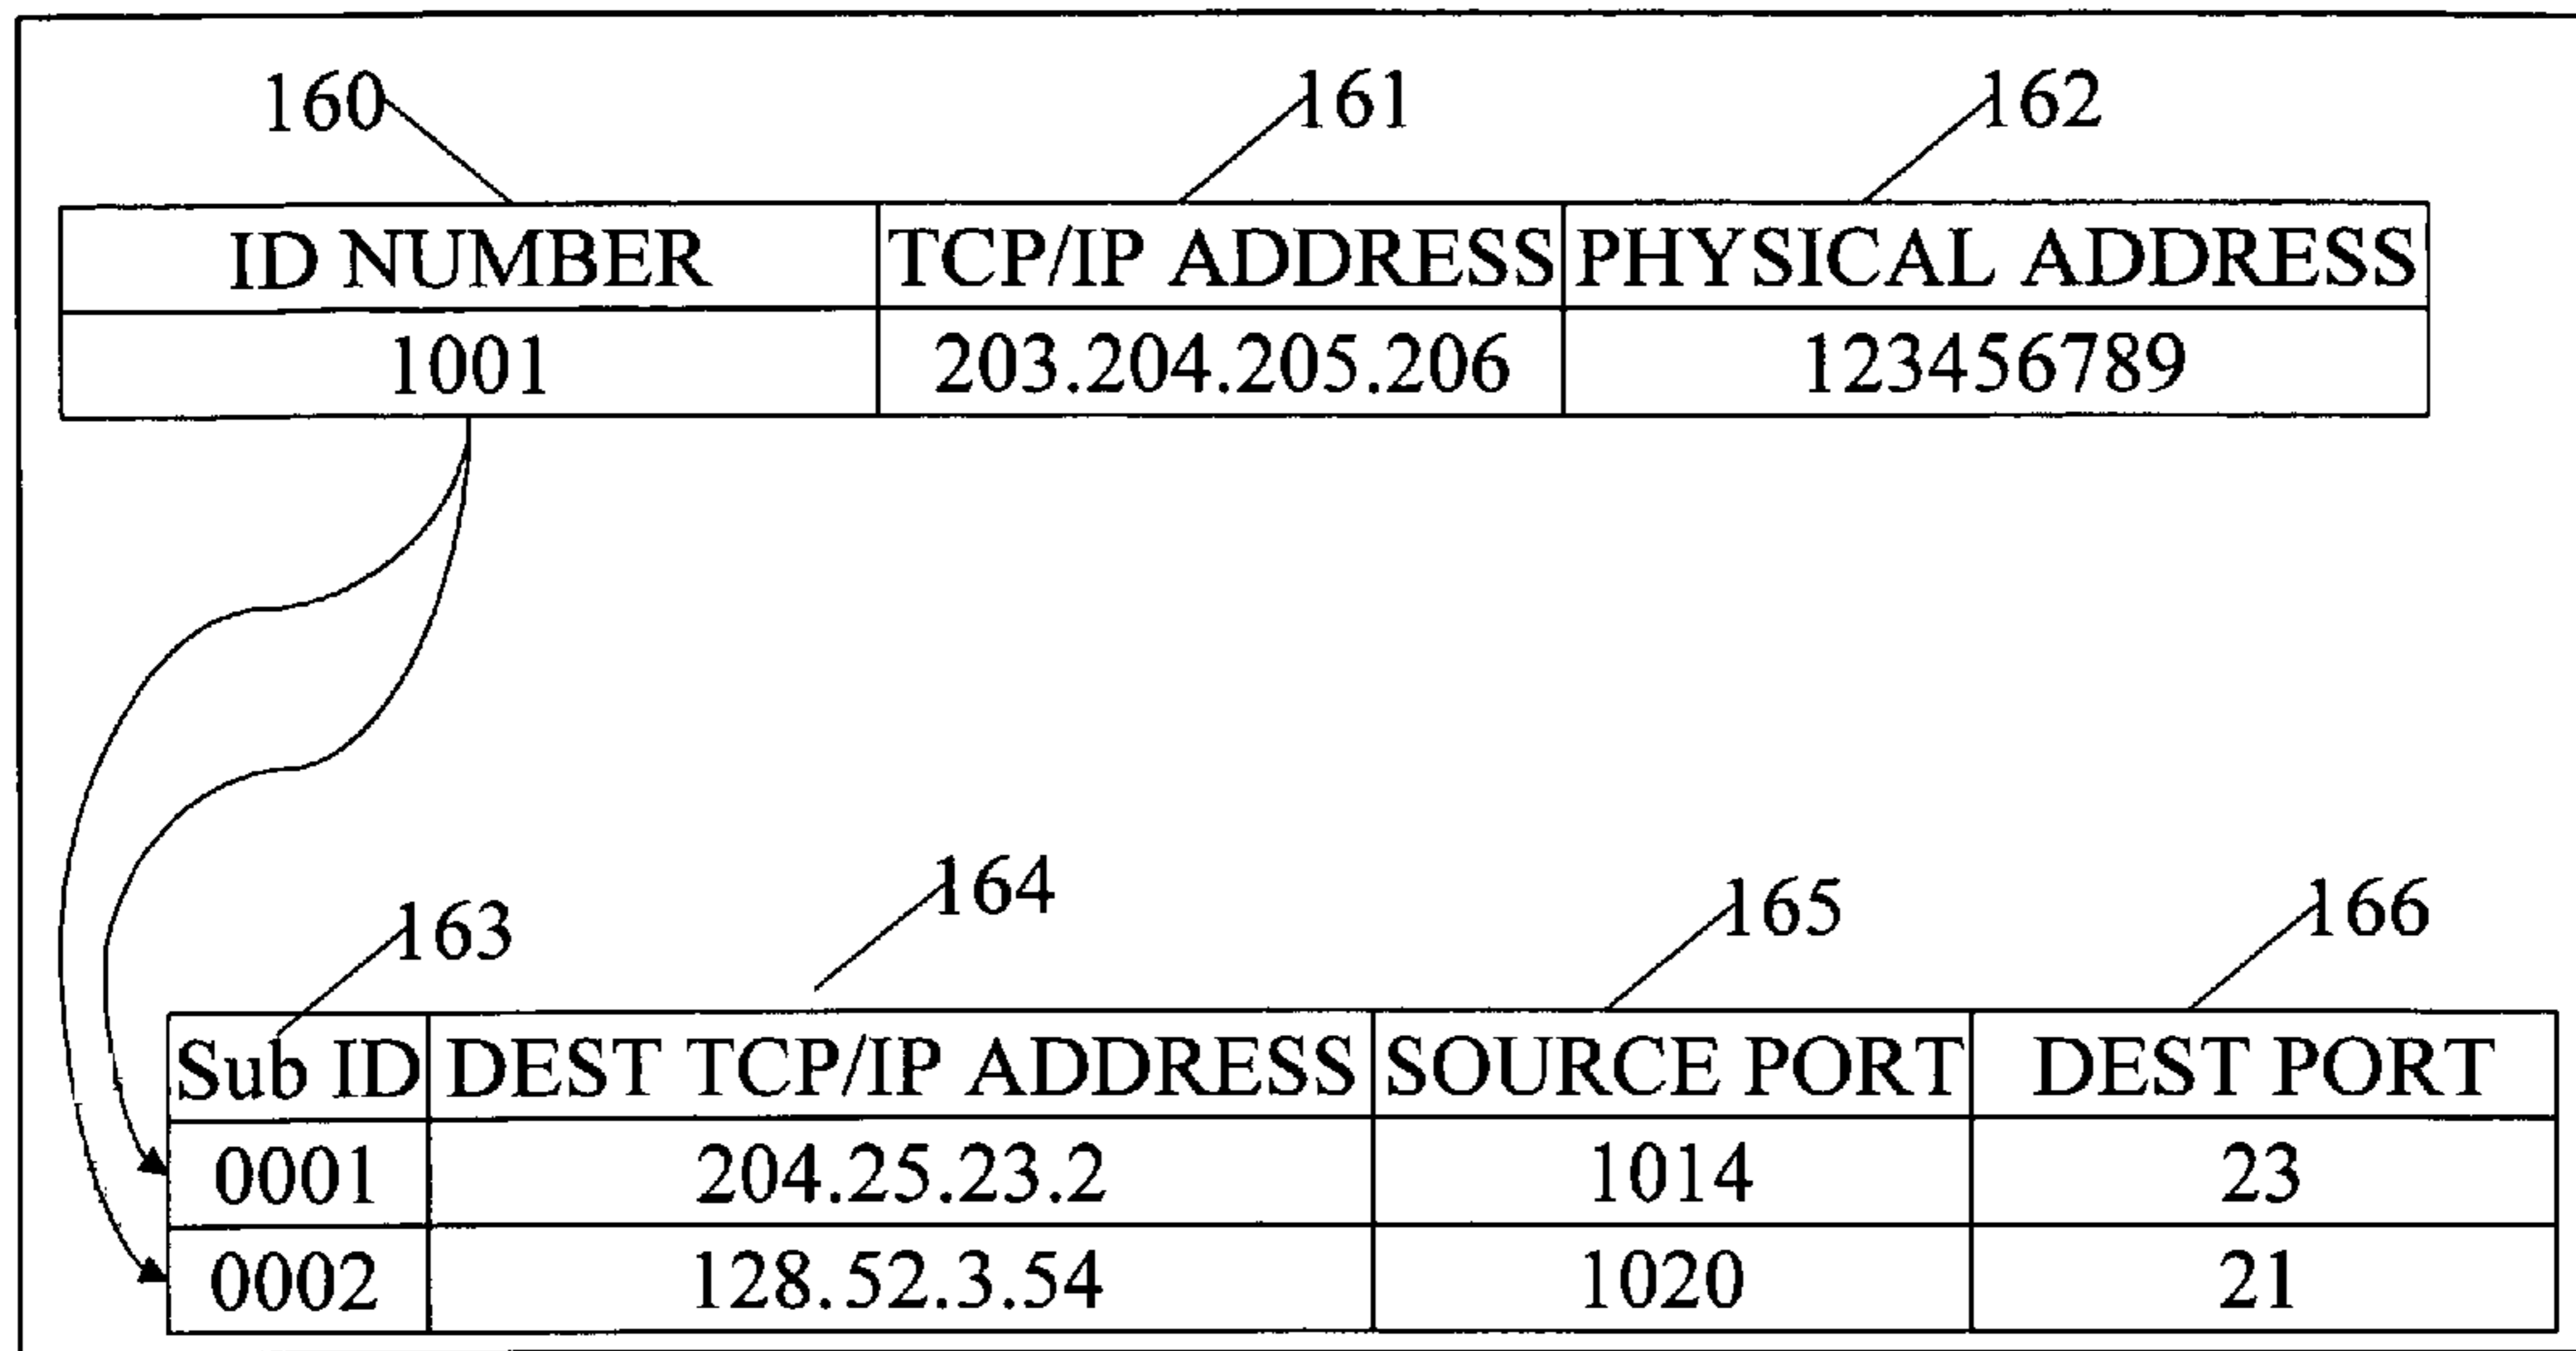 160 161 162
ID NUMBER TCP/IP ADDRESS PHYSICAL ADDRESS
1001 203.204.205.206 123456789
163 164 165 166
Sub ID DEST TCP/IP ADDRESS SOURCE PORT DEST PORT
0001 204.25.23.2 1014 23
0002 128.52.3.54 1020 21